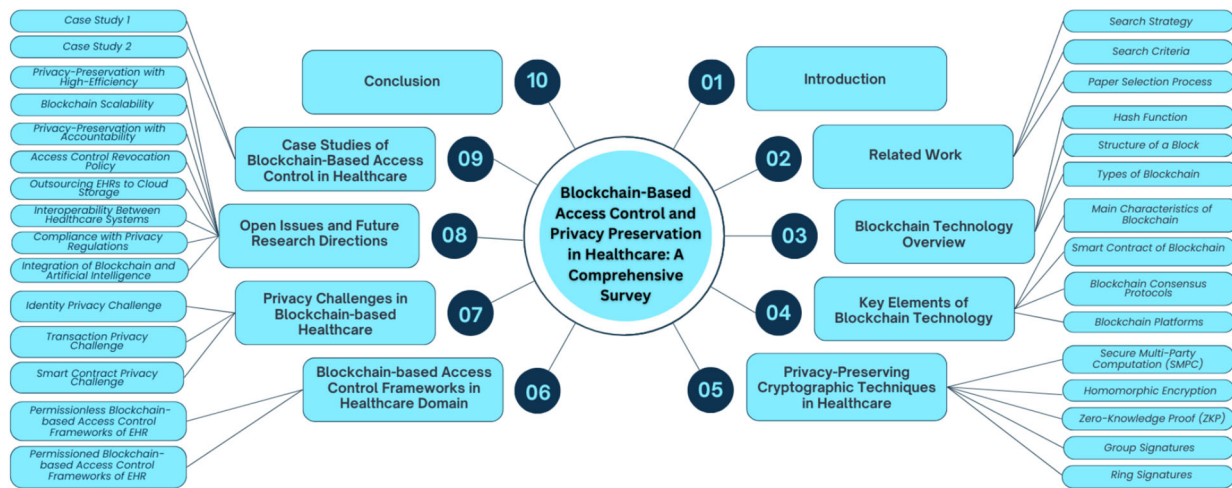 Case Study 1
Case Study 2
Privacy-Preservation with
High-Efficiency
Blockchain Scalability
Privacy-Preservation with
Accountability
Access Control Revocation
Policy
Outsourcing EHRs to Cloud
Storage
Interoperability Between
Healthcare Systems
Compliance with Privacy
Regulations
Integration of Blockchain and
Artificial Intelligence
Identity Privacy Challenge
Transaction Privacy
Challenge
Smart Contract Privacy
Challenge
Permissionless Blockchain-
based Access Control
Frameworks of EHR
Permissioned Blockchain-
based Access Control
Frameworks of EHR
Conclusion
10
Case Studies of
Blockchain-Based Access
Control in Healthcare
09
Open Issues and Future
Research Directions
08
Privacy Challenges in
Blockchain-based
Healthcare
07
Blockchain-based Access
Control Frameworks in
Healthcare Domain
06
Blockchain-Based
Access Control and
Privacy Preservation
in Healthcare: A
Comprehensive
Survey
01
Introduction
02
Related Work
03
Blockchain Technology
Overview
04
Key Elements of
Blockchain Technology
05
Privacy-Preserving
Cryptographic Techniques
in Healthcare
Search Strategy
Search Criteria
Paper Selection Process
Hash Function
Structure of a Block
Types of Blockchain
Main Characteristics of
Blockchain
Smart Contract of Blockchain
Blockchain Consensus
Protocols
Blockchain Platforms
Secure Multi-Party
Computation (SMPC)
Homomorphic Encryption
Zero-Knowledge Proof (ZKP)
Group Signatures
Ring Signatures